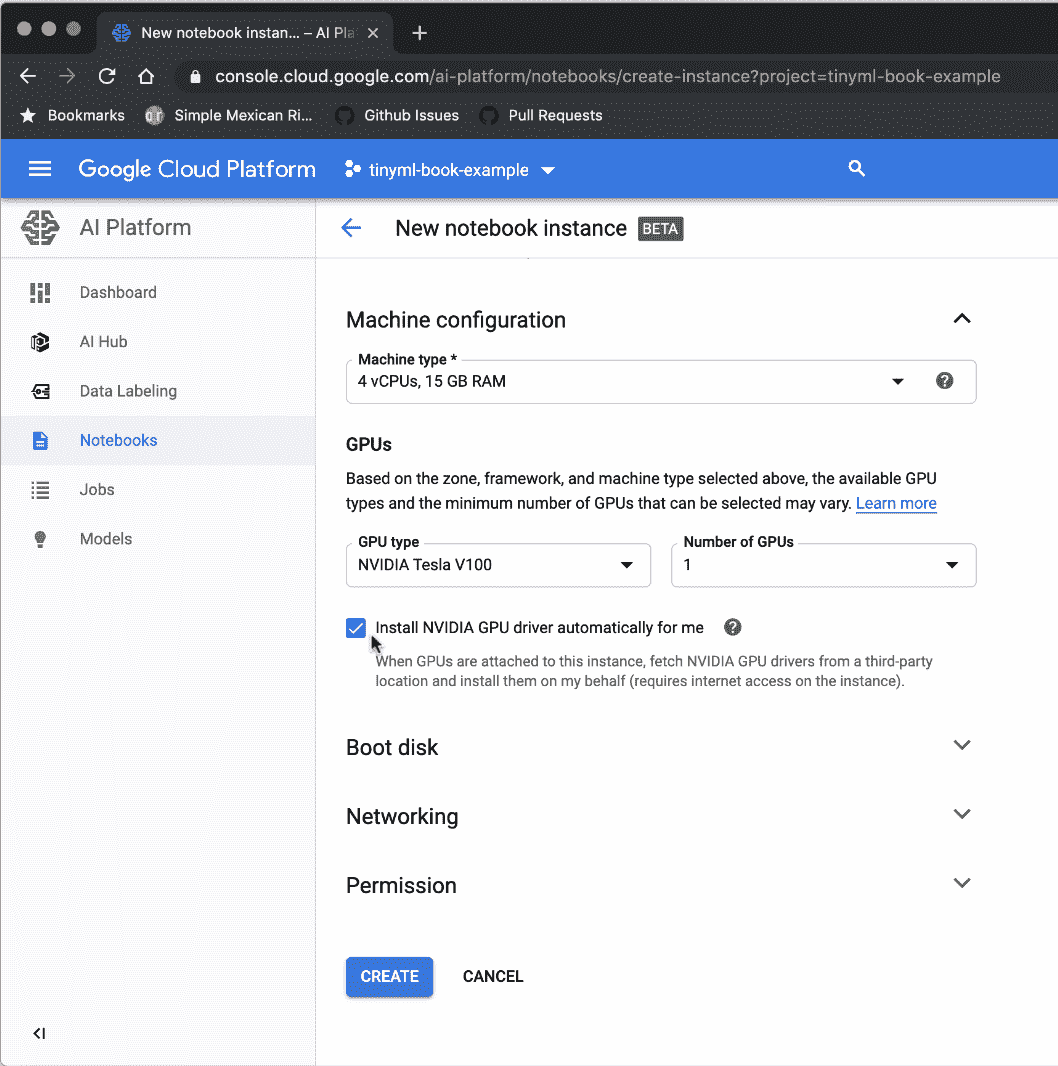 New notebook instan... – AI Pla
console.cloud.google.com/ai-platform/notebooks/create-instance?project=tinyml-book-example
Bookmarks Simple Mexican Ri... Github Issues Pull Requests
Google Cloud Platform tinyml-book-example
AI Platform
New notebook instance BETA
Dashboard
AI Hub
Data Labeling
Notebooks
Jobs
Models
Machine configuration
Machine type *
4 vCPUs, 15 GB RAM
GPUs
Based on the zone, framework, and machine type selected above, the available GPU
types and the minimum number of GPUs that can be selected may vary. Learn more
GPU type
NVIDIA Tesla V100
Number of GPUs
1
Install NVIDIA GPU driver automatically for me
When GPUs are attached to this instance, fetch NVIDIA GPU drivers from a third-party
location and install them on my behalf (requires internet access on the instance).
Boot disk
Networking
Permission
CREATE CANCEL